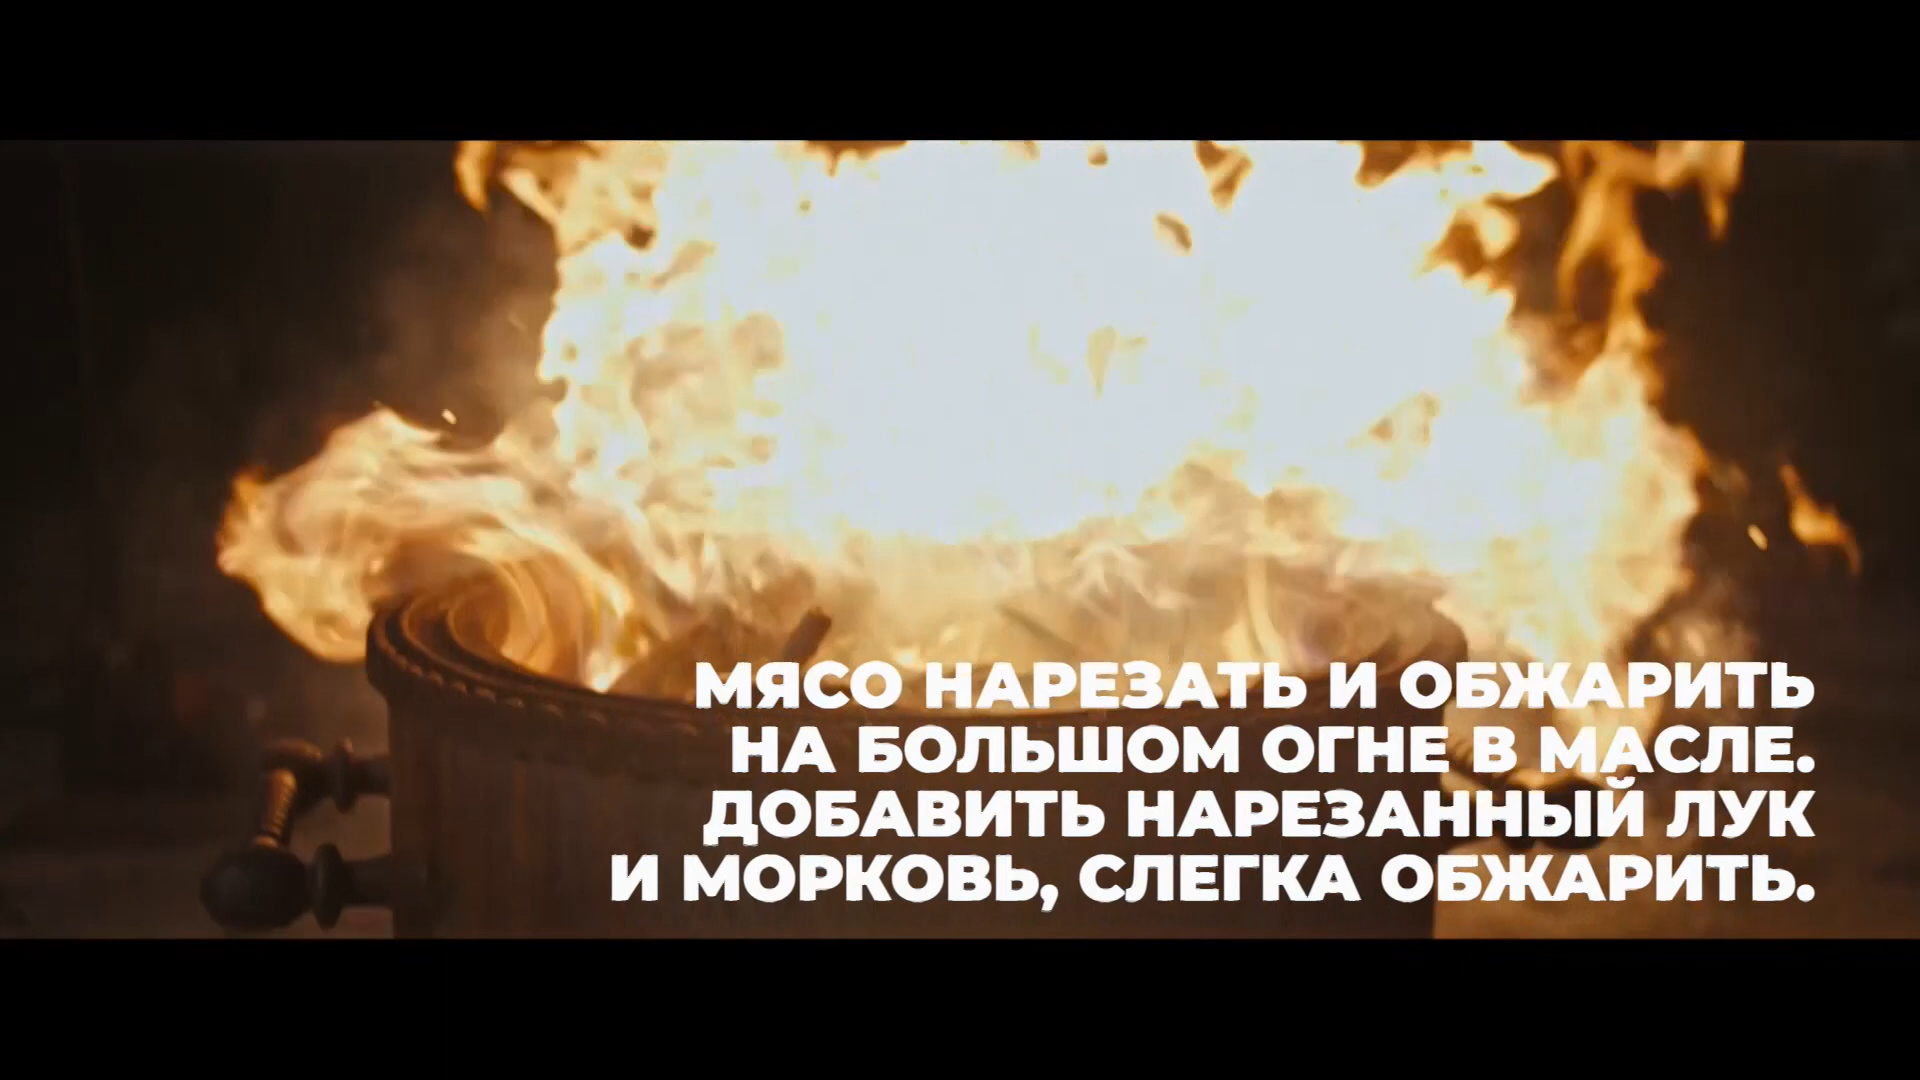 МЯСО НАРЕЗАТЬ И ОБЖАРИТЬ
НА БОЛЬШОМ ОГНЕ В МАСЛЕ.
ДОБАВИТЬ НАРЕЗАННЫЙ ЛУК
И МОРКОВЬ, СЛЕГКА ОБЖАРИТЬ.